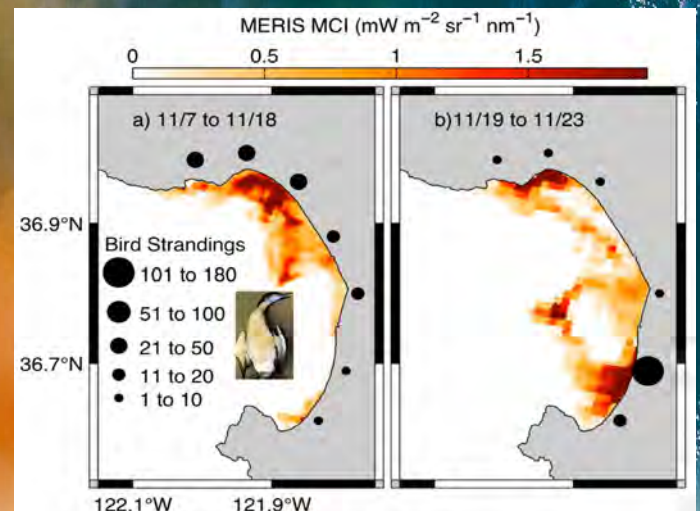 MERIS MCI (mW m⁻² sr⁻¹ nm⁻¹)
0 0.5 1 1.5
a) 11/7 to 11/18
b)11/19 to 11/23
36.9°N
Bird Strandings
101 to 180
51 to 100
21 to 50
11 to 20
1 to 10
36.7°N
122.1°W 121.9°W